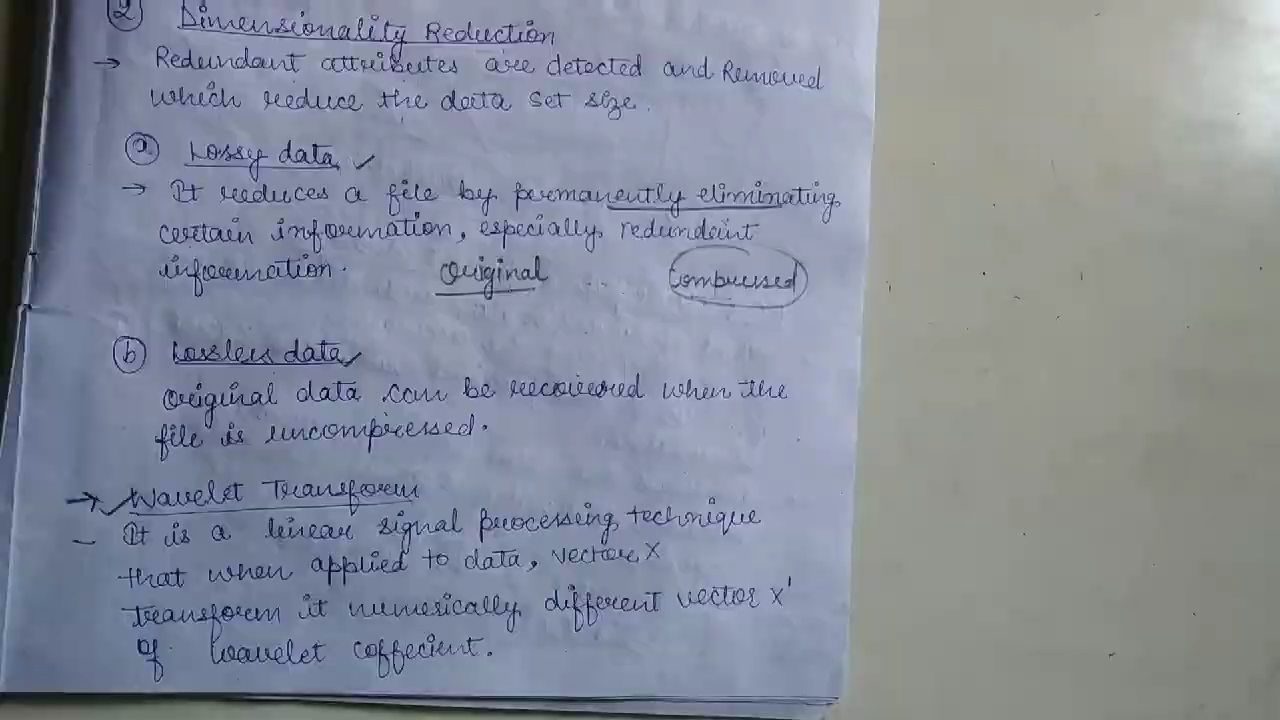 ② Dimensionality Reduction
→ Redundant attributes are detected and Removed
which reduce the data set size.
ⓐ Lossy data ✓
→ It reduces a file by permanently eliminating
certain information, especially redundant
information. Original .. Compressed
ⓑ Lossless data
original data can be recovered when the
file is uncompressed.
→ Wavelet Transform
- It is a linear signal processing technique
that when applied to data, vector X
transform it numerically different vector X'
of wavelet coffecient.